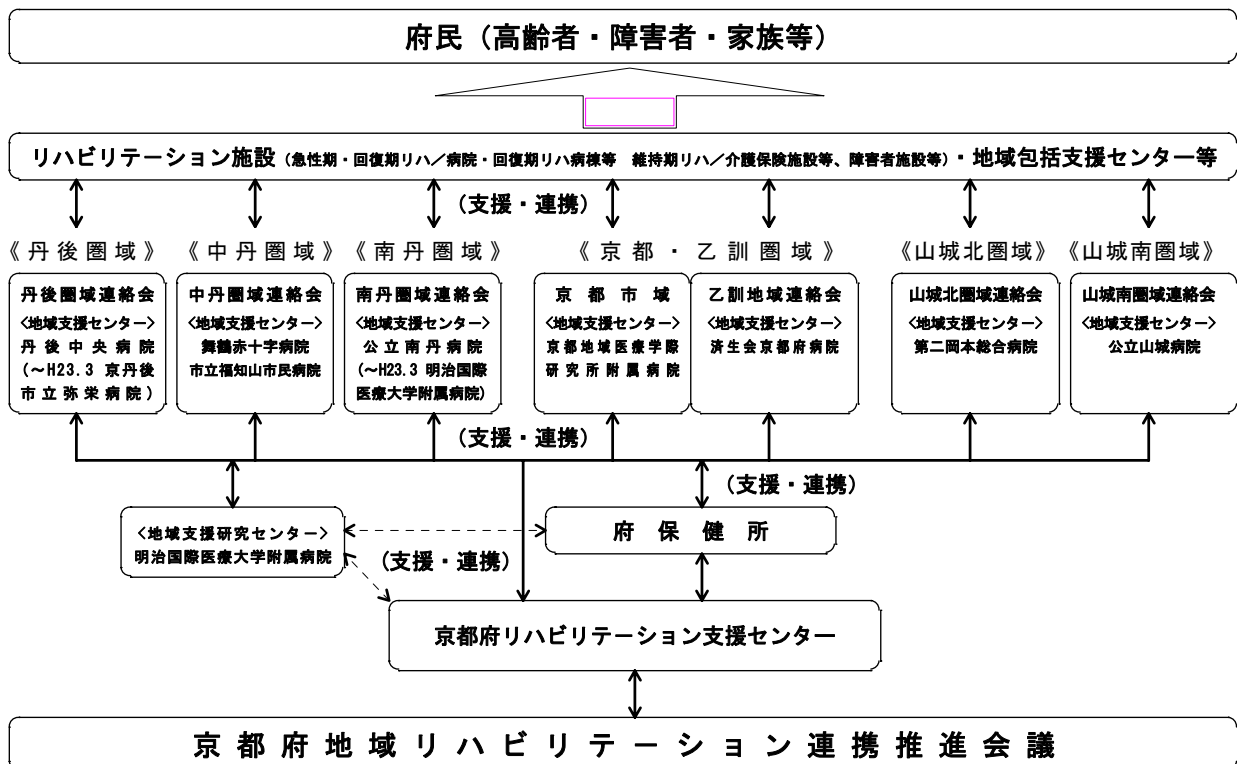 府民（高齢者・障害者・家族等）
リハビリテーション施設（急性期・回復期リハ／病院・回復期リハ病棟等　維持期リハ／介護保険施設等、障害者施設等）・地域包括支援センター等
（支援・連携）
《丹後圏域》
《中丹圏域》
《南丹圏域》
《京都・乙訓圏域》
《山城北圏域》
《山城南圏域》
丹後圏域連絡会
<地域支援センター>
丹後中央病院
（～H23.3 京丹後
市立弥栄病院）
中丹圏域連絡会
<地域支援センター>
舞鶴赤十字病院
市立福知山市民病院
南丹圏域連絡会
<地域支援センター>
公立南丹病院
（～H23.3 明治国際
医療大学附属病院）
京都市域
<地域支援センター>
京都地域医療学際
研究所附属病院
乙訓地域連絡会
<地域支援センター>
済生会京都府病院
山城北圏域連絡会
<地域支援センター>
第二岡本総合病院
山城南圏域連絡会
<地域支援センター>
公立山城病院
（支援・連携）
（支援・連携）
<地域支援研究センター>
明治国際医療大学附属病院
府保健所
（支援・連携）
京都府リハビリテーション支援センター
京都府地域リハビリテーション連携推進会議